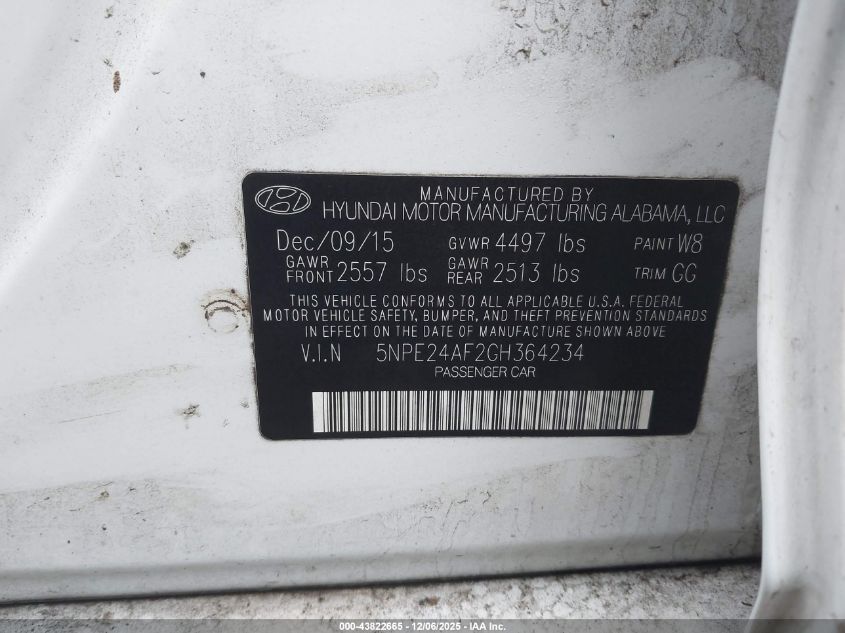 MANUFACTURED BY
HYUNDAI MOTOR MANUFACTURING ALABAMA, LLC
Dec/09/15 GVWR 4497 lbs PAINT W8
GAWR FRONT 2557 lbs GAWR REAR 2513 lbs TRIM GG
THIS VEHICLE CONFORMS TO ALL APPLICABLE U.S.A. FEDERAL
MOTOR VEHICLE SAFETY, BUMPER, AND THEFT PREVENTION STANDARDS
IN EFFECT ON THE DATE OF MANUFACTURE SHOWN ABOVE.
V.I.N 5NPE24AF2GH364234
PASSENGER CAR
000-43822665 - 12/06/2025 - IAA Inc.